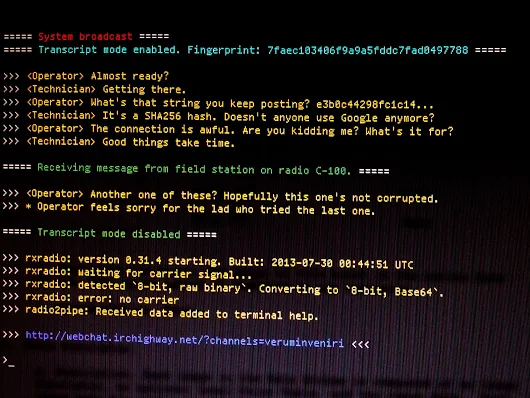 ===== System broadcast =====
===== Transcript mode enabled. Fingerprint: 7faec103406f9a9a5fddc7fad0497788 =====
>>> <Operator> Almost ready?
>>> <Technician> Getting there.
>>> <Operator> What's that string you keep posting? e3b0c44298fc1c14...
>>> <Technician> It's a SHA256 hash. Doesn't anyone use Google anymore?
>>> <Operator> The connection is awful. Are you kidding me? What's it for?
>>> <Technician> Good things take time.
===== Receiving message from field station on radio C-100. =====
>>> <Operator> Another one of these? Hopefully this one's not corrupted.
>>> * Operator feels sorry for the lad who tried the last one.
===== Transcript mode disabled =====
>>> rxradio: version 0.31.4 starting. Built: 2013-07-30 00:44:51 UTC
>>> rxradio: waiting for carrier signal...
>>> rxradio: detected `8-bit, raw binary`. Converting to `8-bit, Base64`.
>>> rxradio: error: no carrier
>>> radio2pipe: Received data added to terminal help.
>>> http://webchat.irchighway.net/?channels=veruminveniri <<<
>_